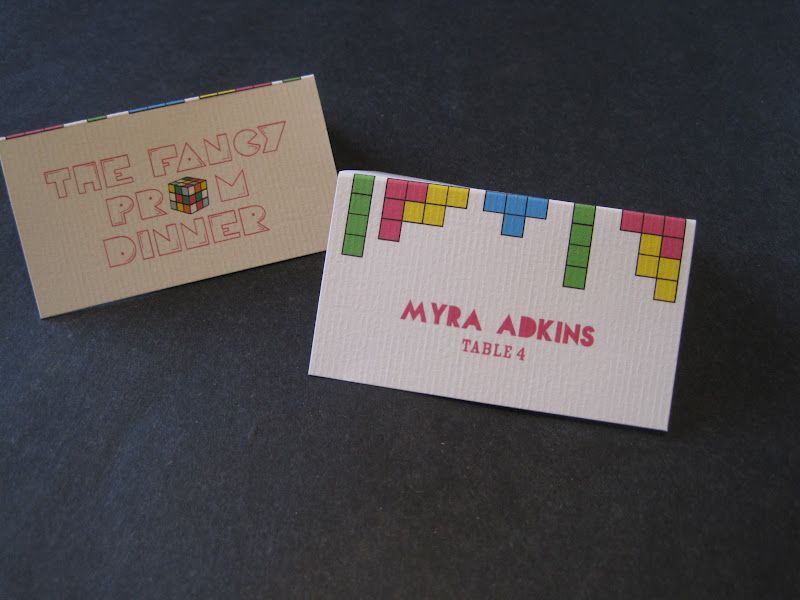 THE FANCY
PROM
DINNER
MYRA ADKINS
TABLE 4